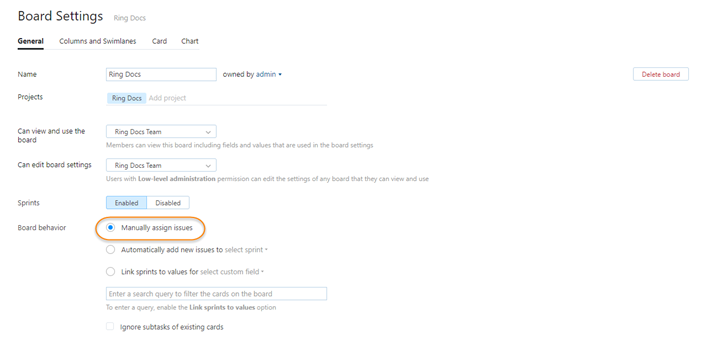 Board Settings Ring Docs
General Columns and Swimlanes Card Chart
Name Ring Docs owned by admin Delete board
Projects Ring Docs Add project
Can view and use the board Ring Docs Team
Members can view this board including fields and values that are used in the board settings
Can edit board settings Ring Docs Team
Users with Low-level administration permission can edit the settings of any board that they can view and use
Sprints Enabled Disabled
Board behavior Manually assign issues
Automatically add new issues to select sprint
Link sprints to values for select custom field
Enter a search query to filter the cards on the board
To enter a query, enable the Link sprints to values option
Ignore subtasks of existing cards